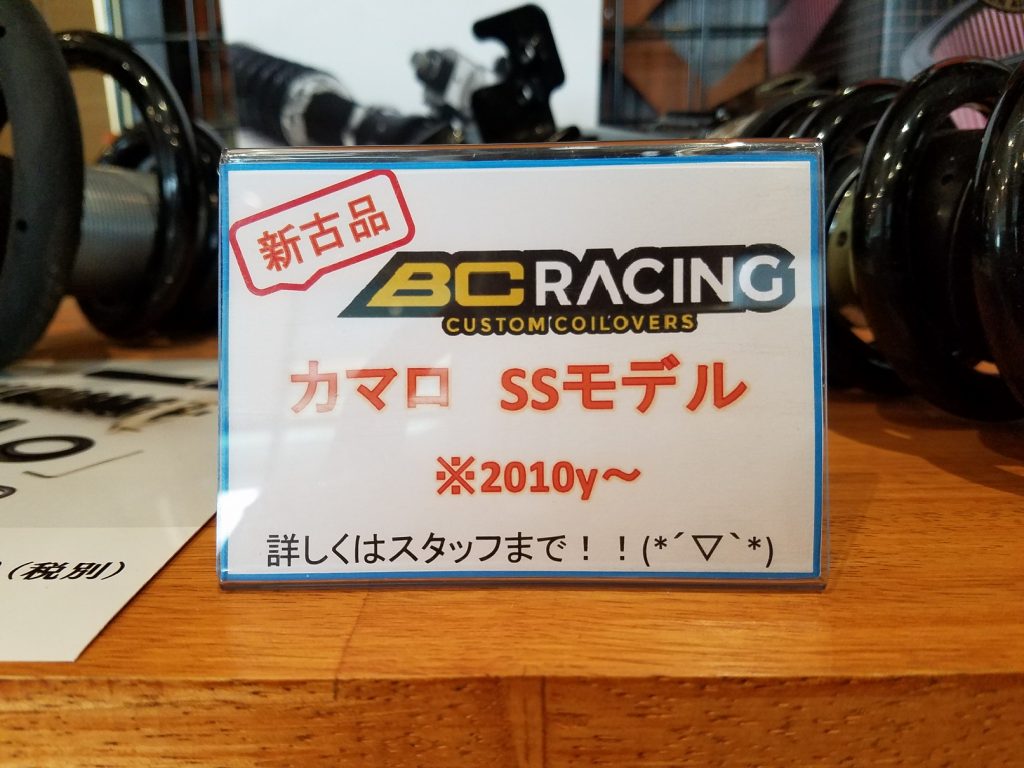 新古品
BC RACING
CUSTOM COILOVERS
カマロ SSモデル
※2010y～
詳しくはスタッフまで！！(*´▽`*)
(税別)